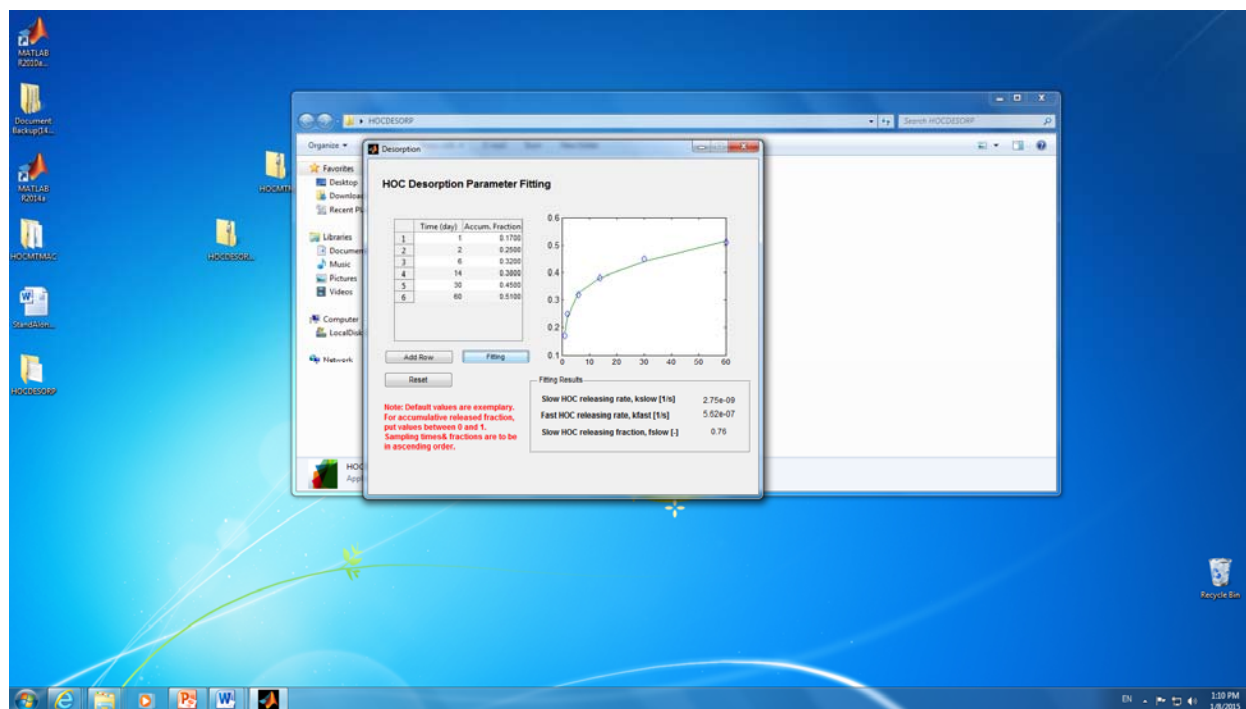 MATLAB
R2010a...
Document
Backup(14...
MATLAB
R2014a
HOCMTMAC
StandAlon...
HOCDESORP
HOCMTM
HOCDESOR...
HOCDESORP
Search HOCDESORP
Organize
Favorites
Desktop
Downloa
Recent Pl
Libraries
Documen
Music
Pictures
Videos
Computer
LocalDisk
Network
HOC
Appl
Desorption
HOC Desorption Parameter Fitting
Time (day) Accum. Fraction
1 1 0.1700
2 2 0.2500
3 6 0.3200
4 14 0.3800
5 30 0.4500
6 60 0.5100
Add Row Fitting
Reset
Note: Default values are exemplary.
For accumulative released fraction,
put values between 0 and 1.
Sampling times& fractions are to be
in ascending order.
0.6
0.5
0.4
0.3
0.2
0.1
0 10 20 30 40 50 60
Fitting Results
Slow HOC releasing rate, kslow [1/s] 2.75e-09
Fast HOC releasing rate, kfast [1/s] 5.62e-07
Slow HOC releasing fraction, fslow [-] 0.76
Recycle Bin
EN
1:10 PM
1/8/2015